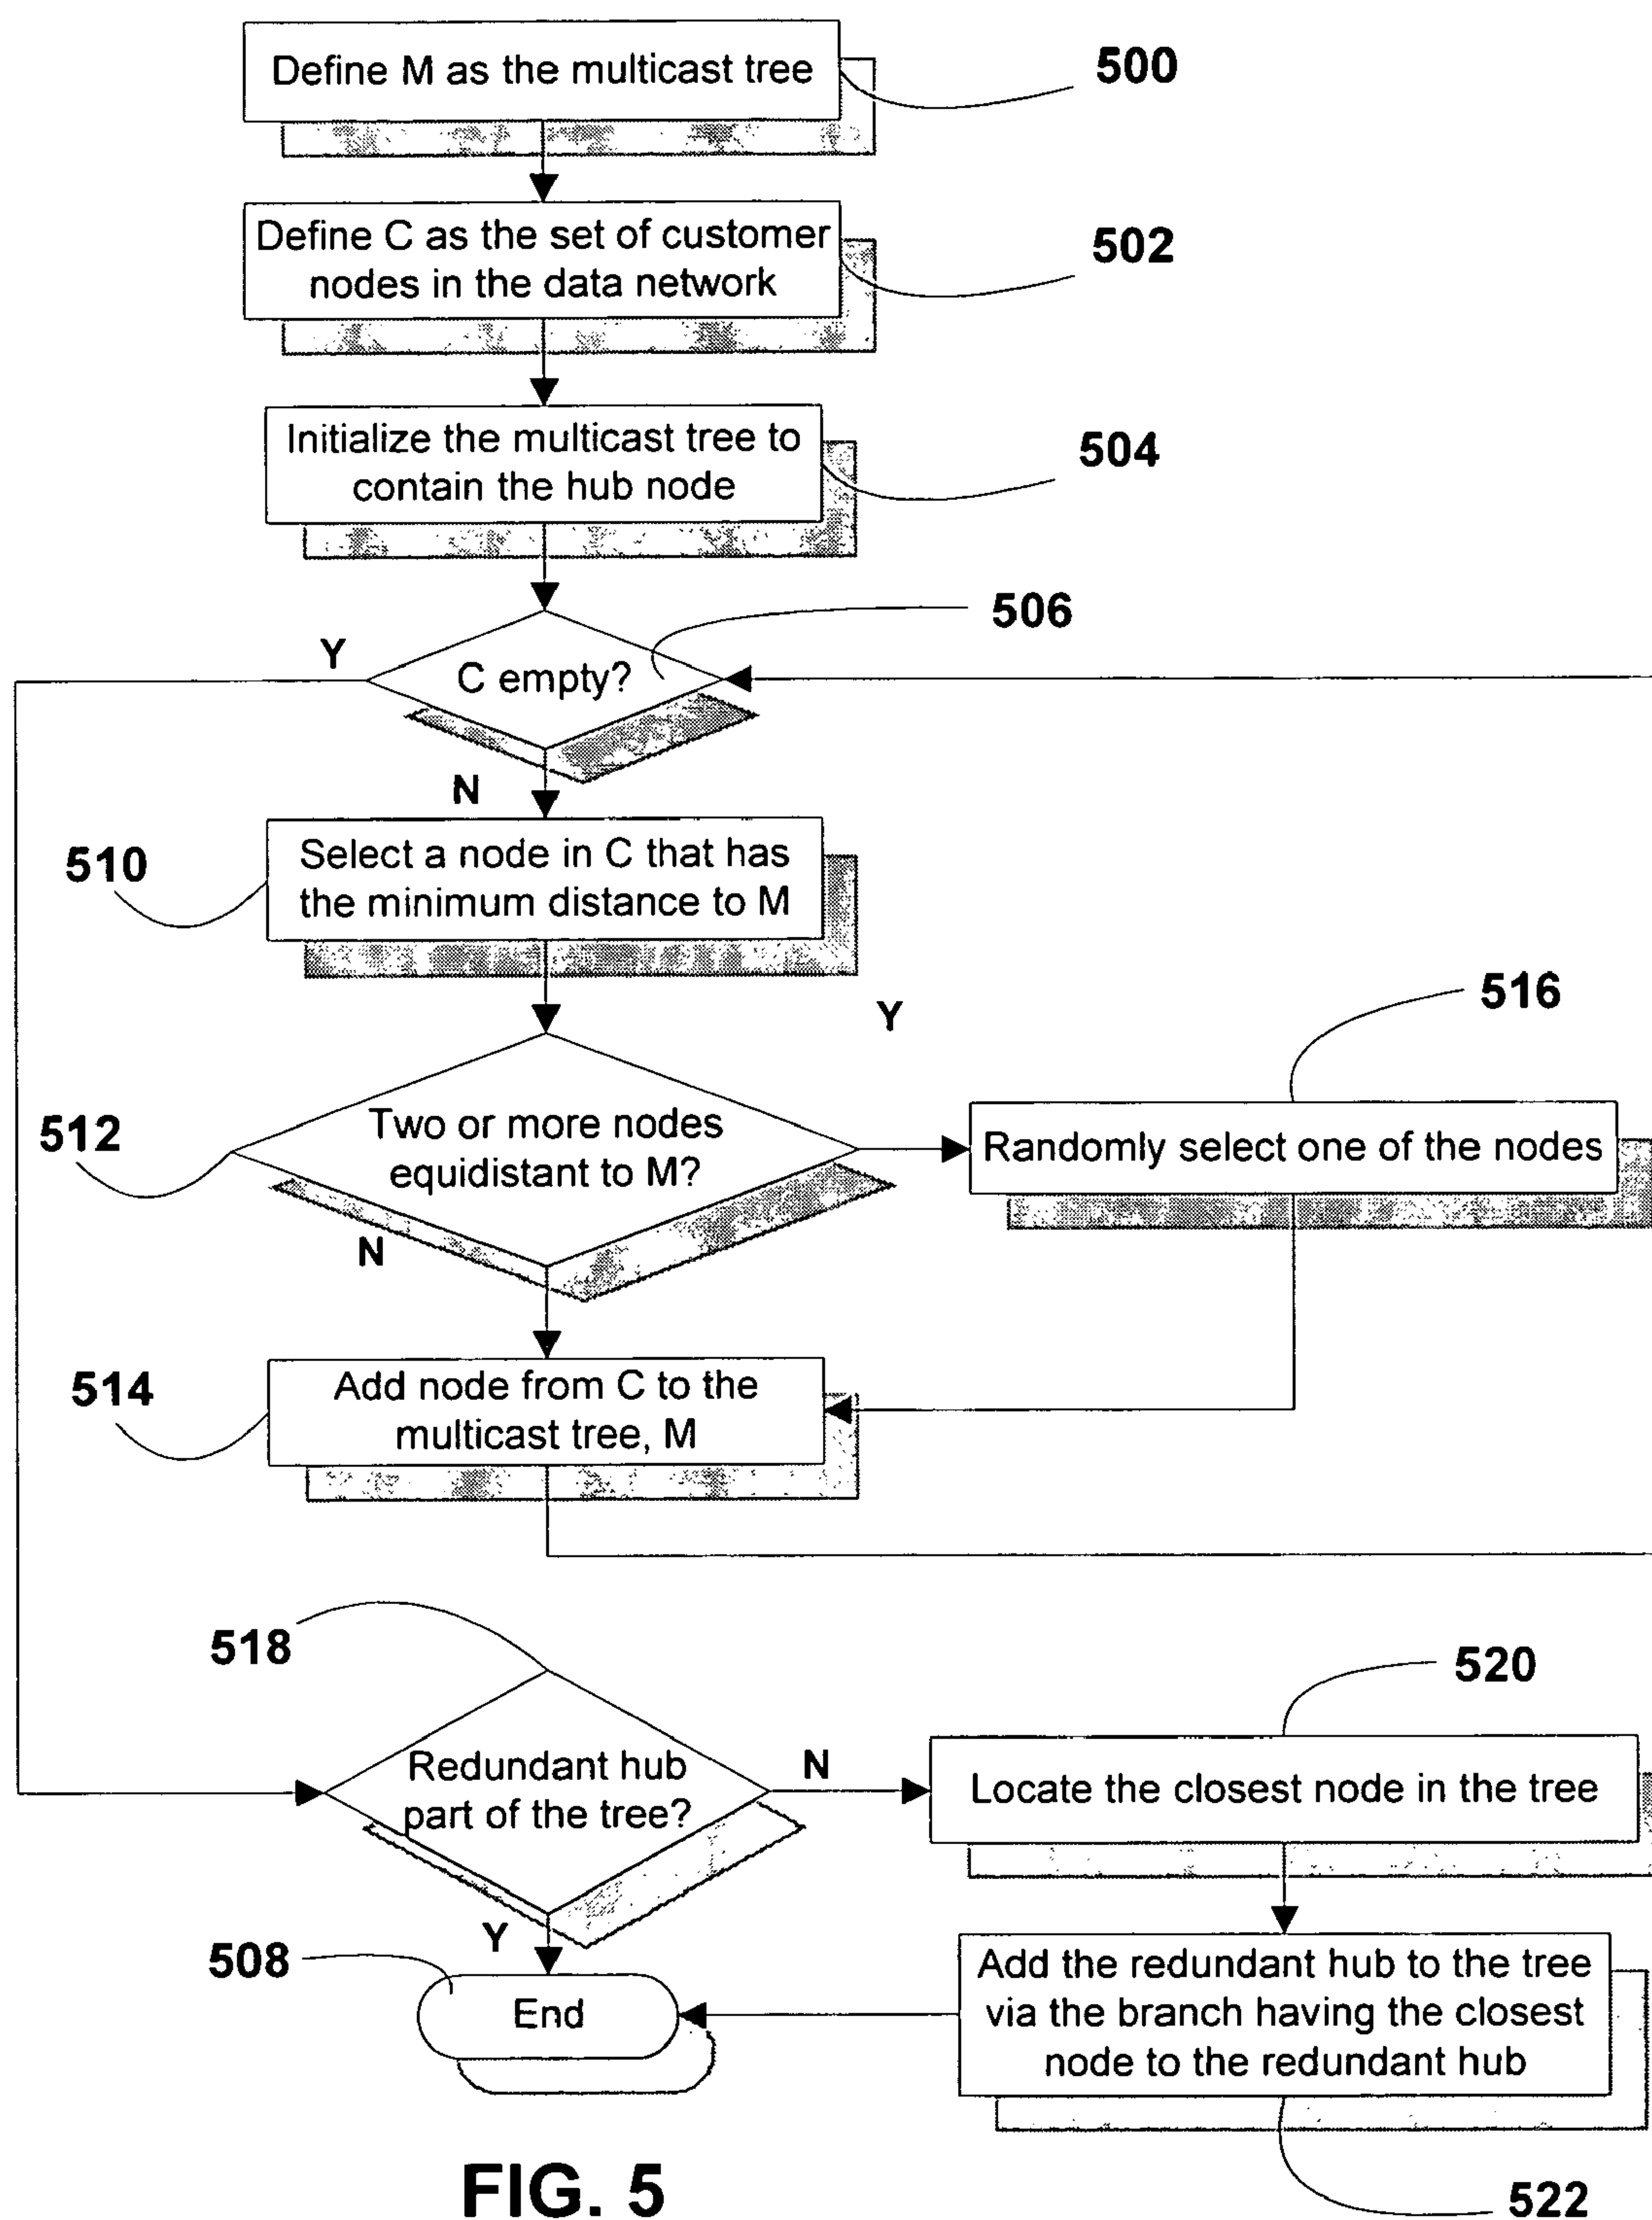 Define M as the multicast tree
500
Define C as the set of customer
nodes in the data network
502
Initialize the multicast tree to
contain the hub node
504
506
Y
C empty?
N
510
Select a node in C that has
the minimum distance to M
Y
516
512
Two or more nodes
equidistant to M?
Randomly select one of the nodes
N
514
Add node from C to the
multicast tree, M
518
520
Redundant hub
part of the tree?
N
Locate the closest node in the tree
Y
508
End
Add the redundant hub to the tree
via the branch having the closest
node to the redundant hub
FIG. 5
522